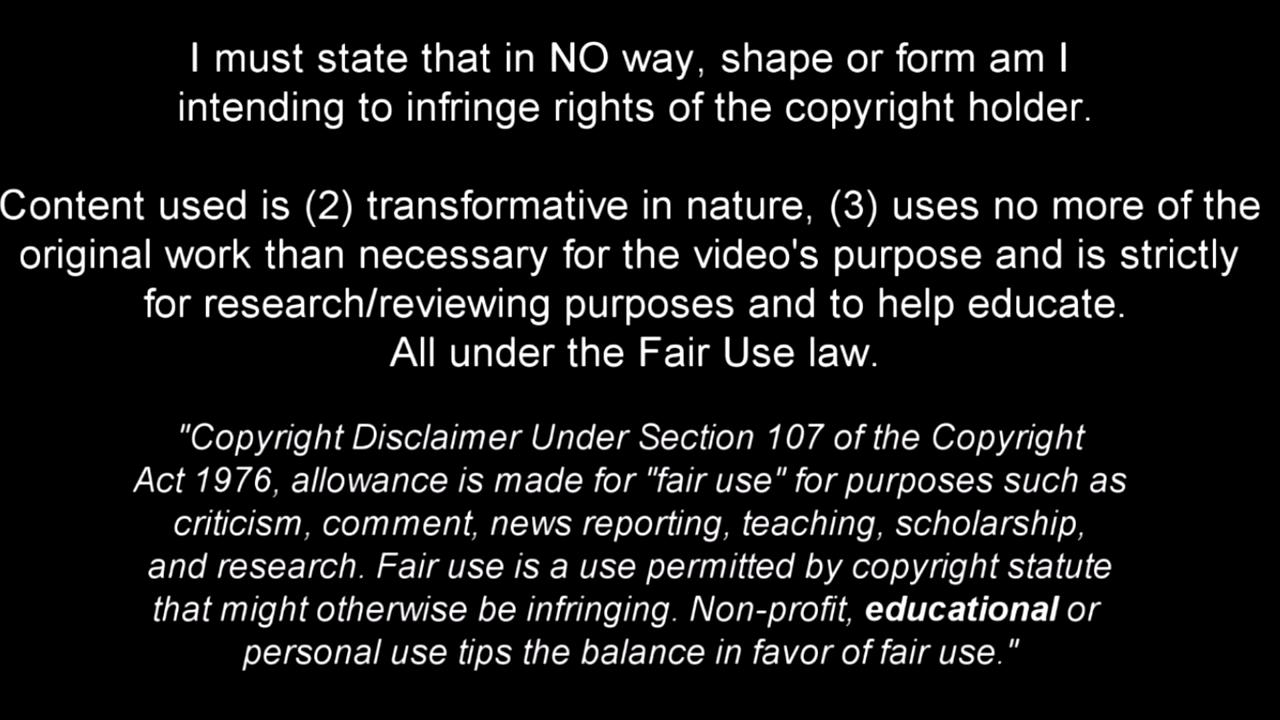 I must state that in NO way, shape or form am I
intending to infringe rights of the copyright holder.
Content used is (2) transformative in nature, (3) uses no more of the
original work than necessary for the video's purpose and is strictly
for research/reviewing purposes and to help educate.
All under the Fair Use law.
"Copyright Disclaimer Under Section 107 of the Copyright
Act 1976, allowance is made for "fair use" for purposes such as
criticism, comment, news reporting, teaching, scholarship,
and research. Fair use is a use permitted by copyright statute
that might otherwise be infringing. Non-profit, educational or
personal use tips the balance in favor of fair use."